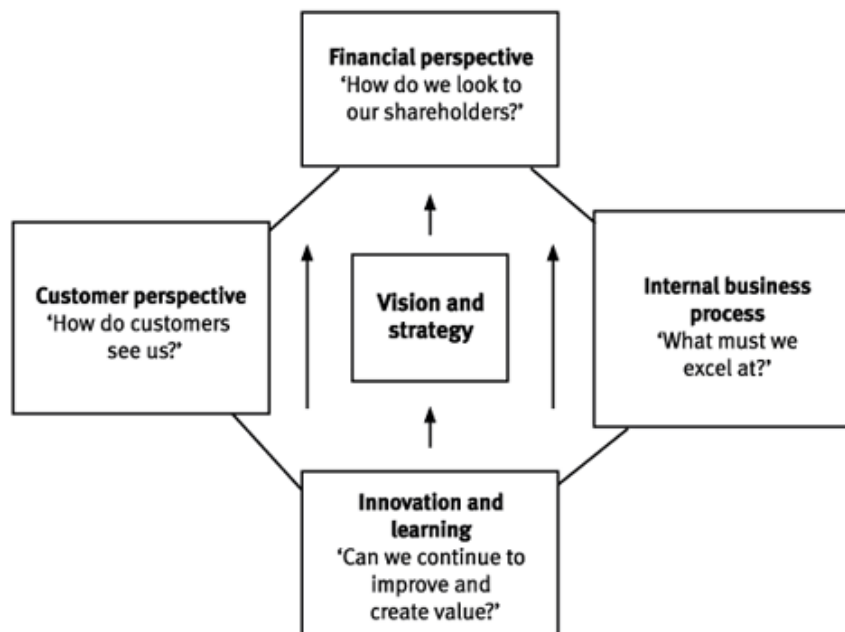 Financial perspective
‘How do we look to
our shareholders?’
Customer perspective
‘How do customers
see us?’
Vision and
strategy
Internal business
process
‘What must we
excel at?’
Innovation and
learning
‘Can we continue to
improve and
create value?’